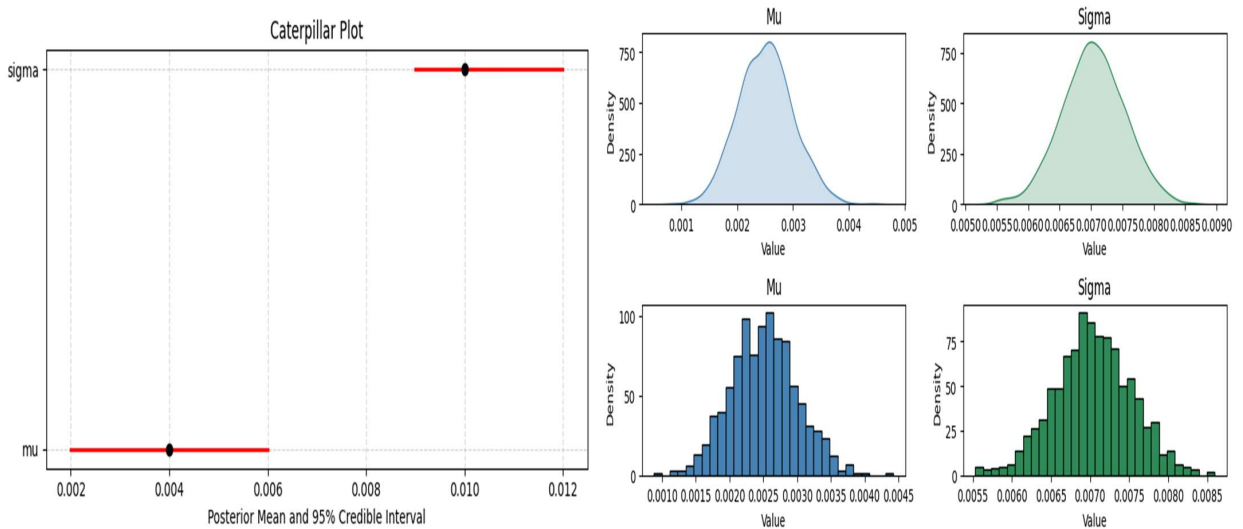 Caterpillar Plot
sigma
mu
0.002 0.004 0.006 0.008 0.010 0.012
Posterior Mean and 95% Credible Interval
Mu
Density
750
500
250
0
0.001 0.002 0.003 0.004 0.005
Value
Sigma
Density
750
500
250
0
0.0050 0.0055 0.0060 0.0065 0.0070 0.0075 0.0080 0.0085 0.0090
Value
Mu
Density
100
50
0
0.0010 0.0015 0.0020 0.0025 0.0030 0.0035 0.0040 0.0045
Value
Sigma
Density
75
50
25
0
0.0055 0.0060 0.0065 0.0070 0.0075 0.0080 0.0085
Value